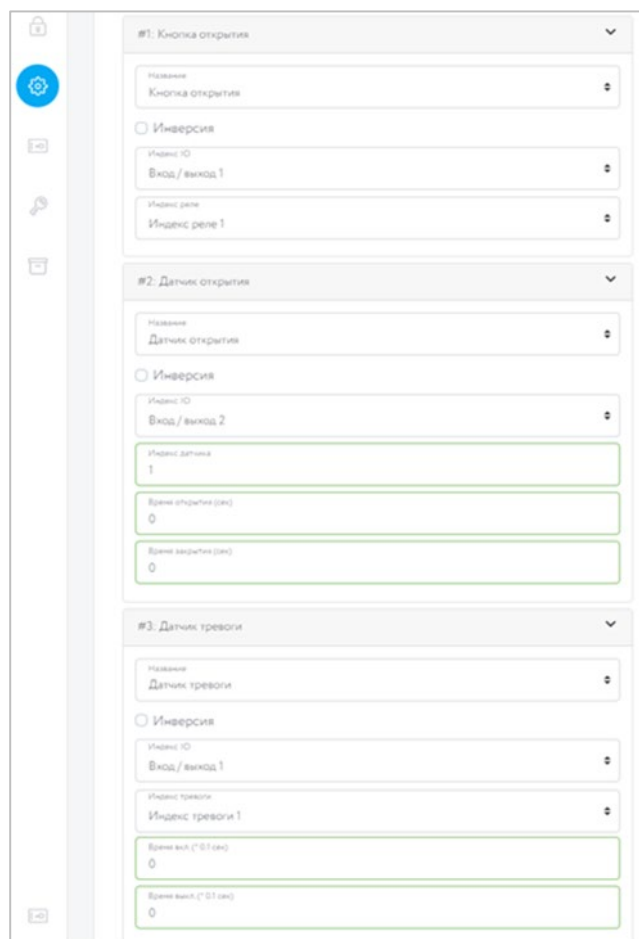 #1: Кнопка открытия
Название
Кнопка открытия
Инверсия
Индекс IO
Вход / выход 1
Индекс реле
Индекс реле 1
#2: Датчик открытия
Название
Датчик открытия
Инверсия
Индекс IO
Вход / выход 2
Индекс датчика
1
Время открытия (сек)
0
Время закрытия (сек)
0
#3: Датчик тревоги
Название
Датчик тревоги
Инверсия
Индекс IO
Вход / выход 1
Индекс тревоги
Индекс тревоги 1
Время вкл. (* 0.1 сек)
0
Время выкл. (* 0.1 сек)
0